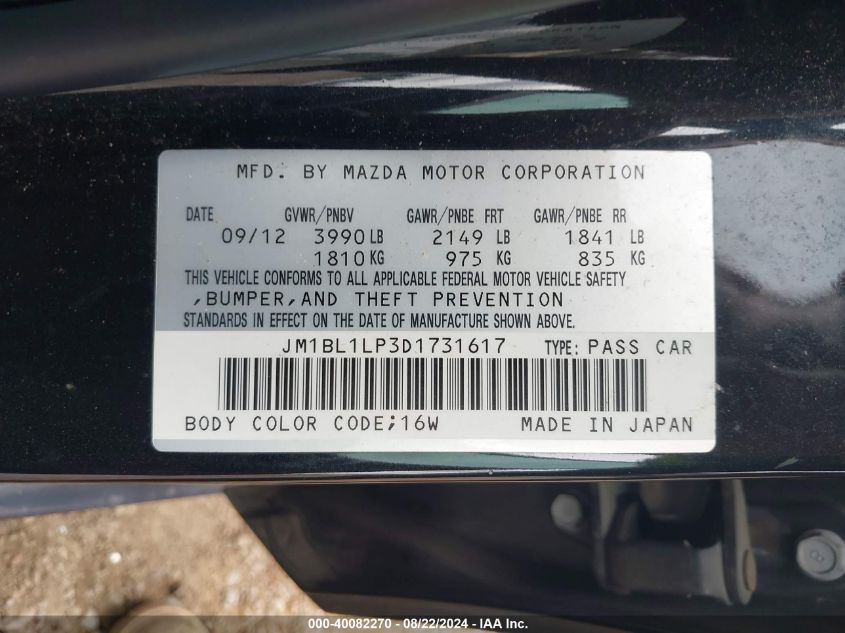 MFD. BY MAZDA MOTOR CORPORATION
DATE GVWR/PNBV GAWR/PNBE FRT GAWR/PNBE RR
09/12 3990 LB 2149 LB 1841 LB
1810 KG 975 KG 835 KG
THIS VEHICLE CONFORMS TO ALL APPLICABLE FEDERAL MOTOR VEHICLE SAFETY
,BUMPER,AND THEFT PREVENTION
STANDARDS IN EFFECT ON THE DATE OF MANUFACTURE SHOWN ABOVE.
JM1BL1LP3D1731617 TYPE: PASS CAR
BODY COLOR CODE;16W MADE IN JAPAN
000-40082270 - 08/22/2024 - IAA Inc.